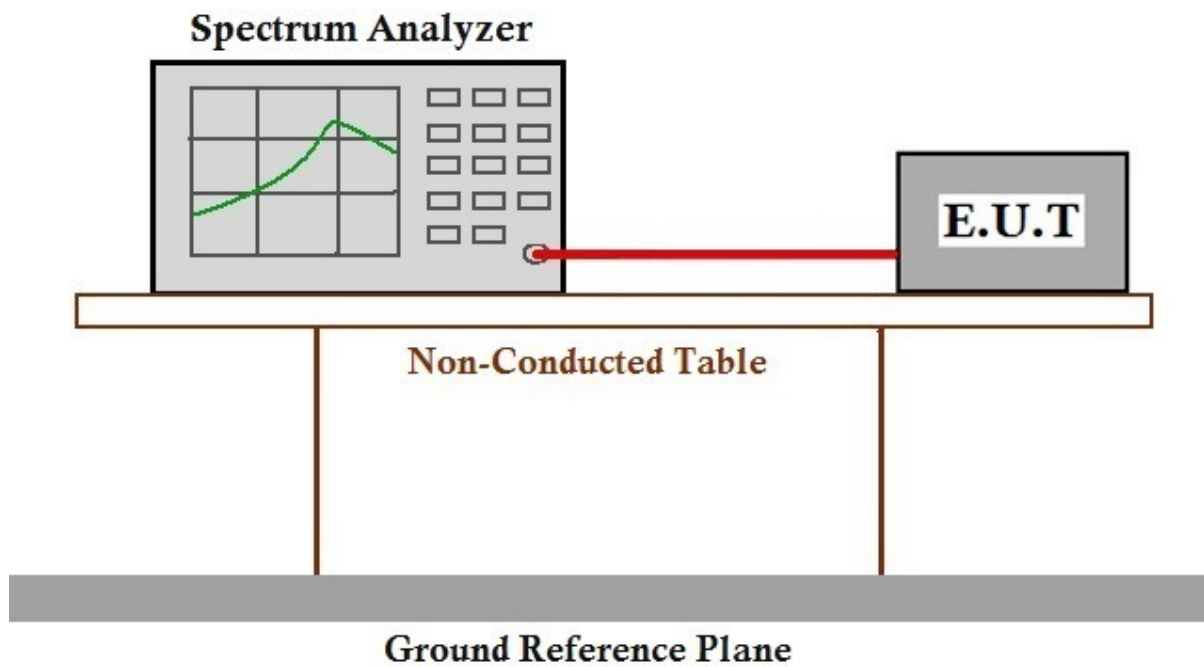 Spectrum Analyzer
E.U.T
Non-Conducted Table
Ground Reference Plane